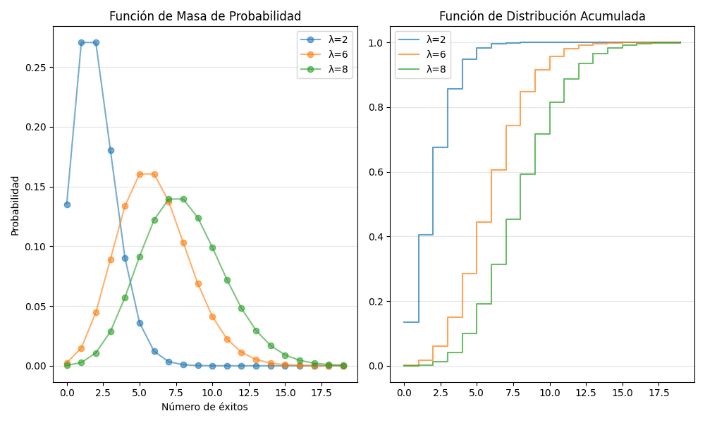 Función de Masa de Probabilidad
Probabilidad
0.25
0.20
0.15
0.10
0.05
0.00
λ=2
λ=6
λ=8
0.0 2.5 5.0 7.5 10.0 12.5 15.0 17.5
Número de éxitos
Función de Distribución Acumulada
1.0
0.8
0.6
0.4
0.2
0.0
λ=2
λ=6
λ=8
0.0 2.5 5.0 7.5 10.0 12.5 15.0 17.5